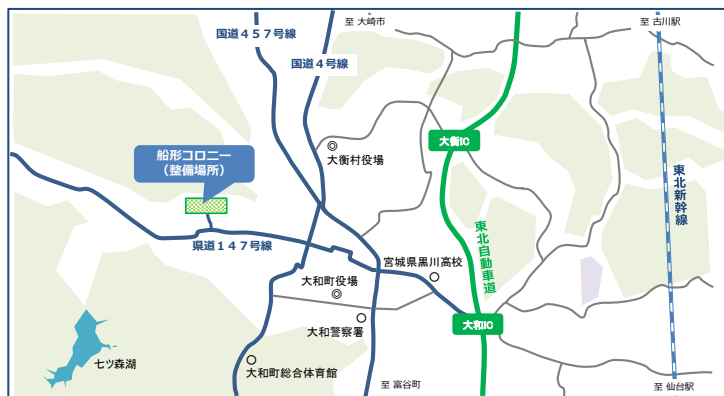 至 大崎市
至 古川駅
国道４５７号線
国道４号線
大衡IC
船形コロニー
（整備場所）
大衡村役場
東北新幹線
東北自動車道
県道１４７号線
宮城県黒川高校
大和町役場
大和警察署
大和IC
七ツ森湖
大和町総合体育館
至 富谷町
至 仙台駅